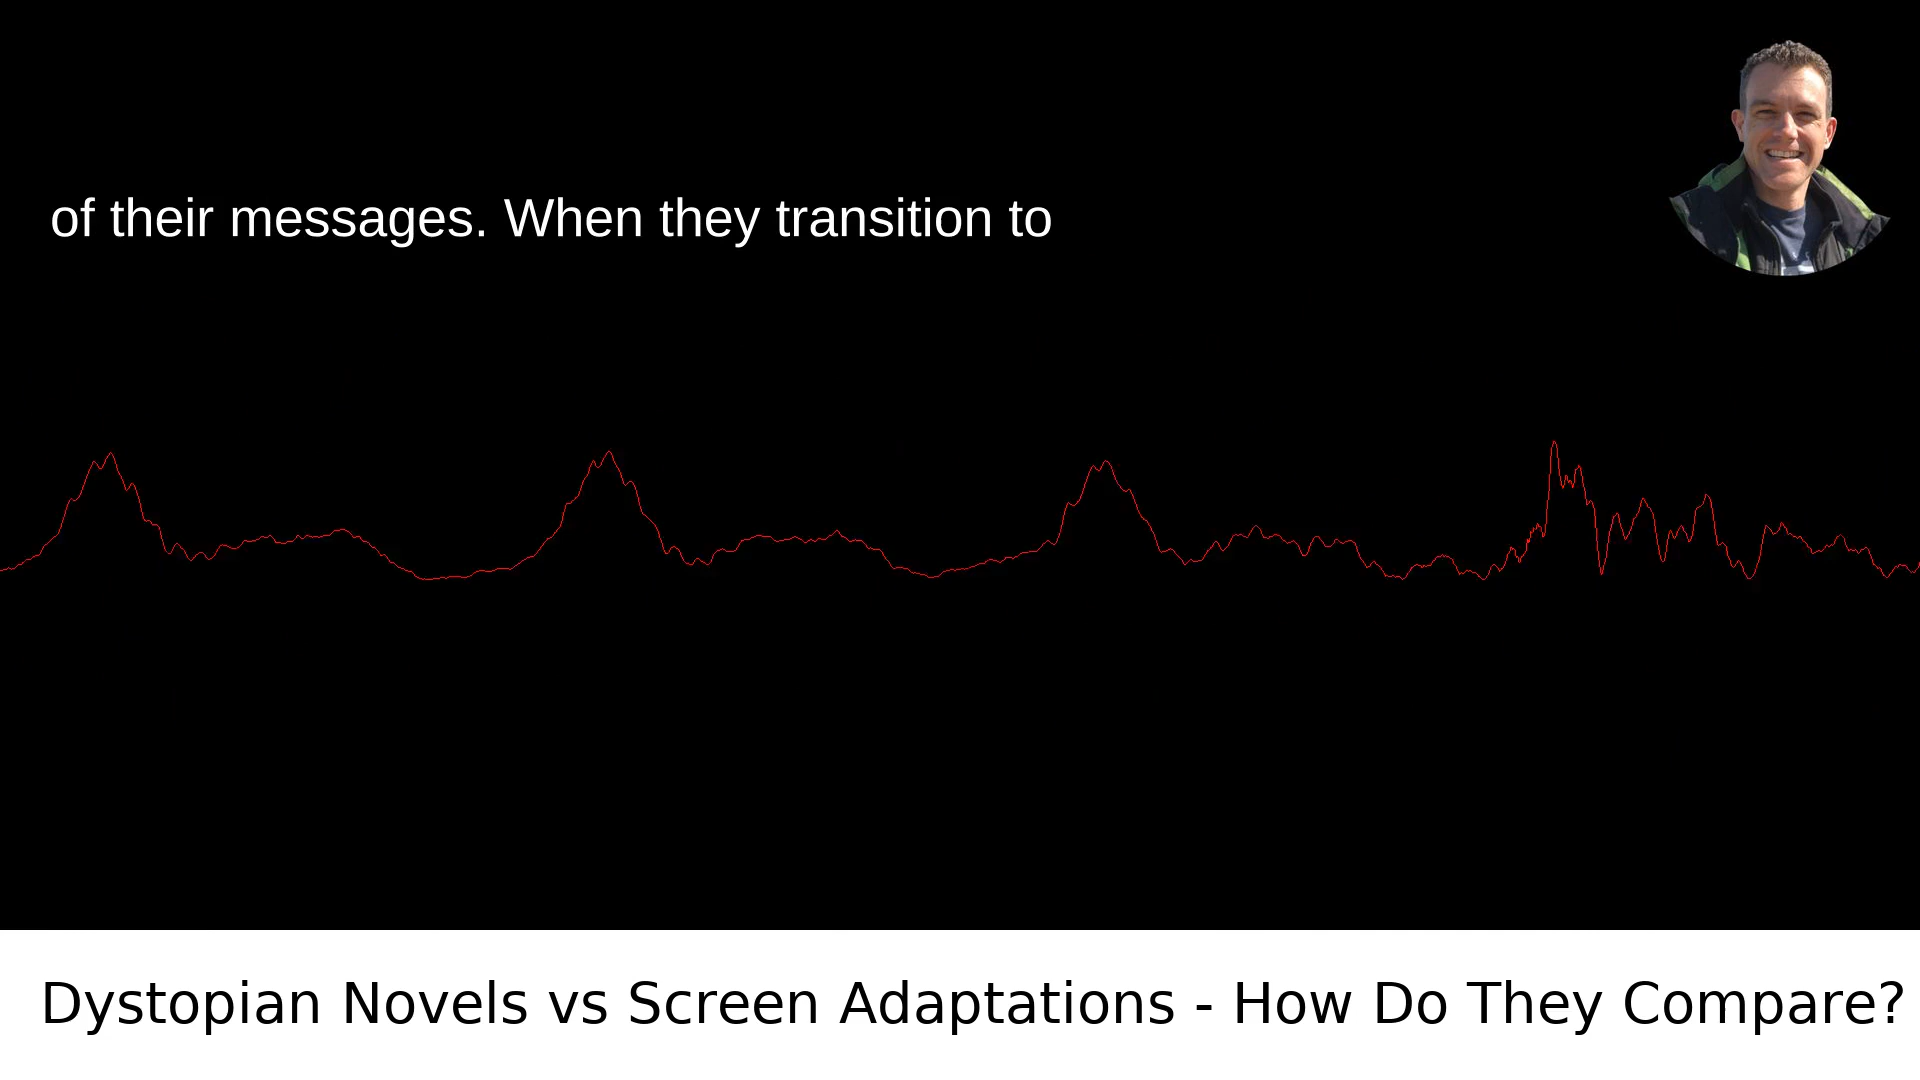 of their messages. When they transition to
Dystopian Novels vs Screen Adaptations - How Do They Compare?